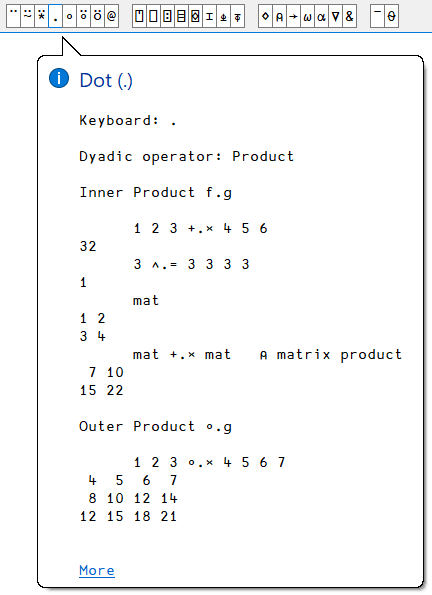 ¨ ⍨ ⍣ . ∘ ⍤ ⍥ @ ⍞ ⎕ ⍠ ⌸ ⌺ ⌶ ⍎ ⍕ ⋄ ⍝ → ⍵ ⍺ ∇ & ¯ ⍬
Dot (.)
Keyboard: .
Dyadic operator: Product
Inner Product f.g
1 2 3 +.× 4 5 6
32
3 ∧.= 3 3 3 3
1
mat
1 2
3 4
mat +.× mat ⍝ matrix product
7 10
15 22
Outer Product ∘.g
1 2 3 ∘.× 4 5 6 7
4 5 6 7
8 10 12 14
12 15 18 21
More